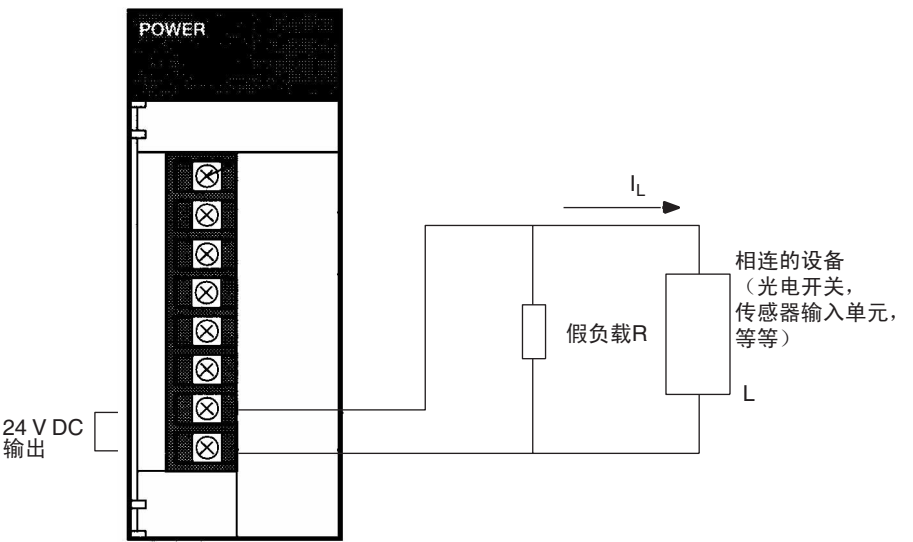 POWER
I_L
相连的设备
（光电开关，
传感器输入单元，
等等）
假负载R
L
24 V DC
输出